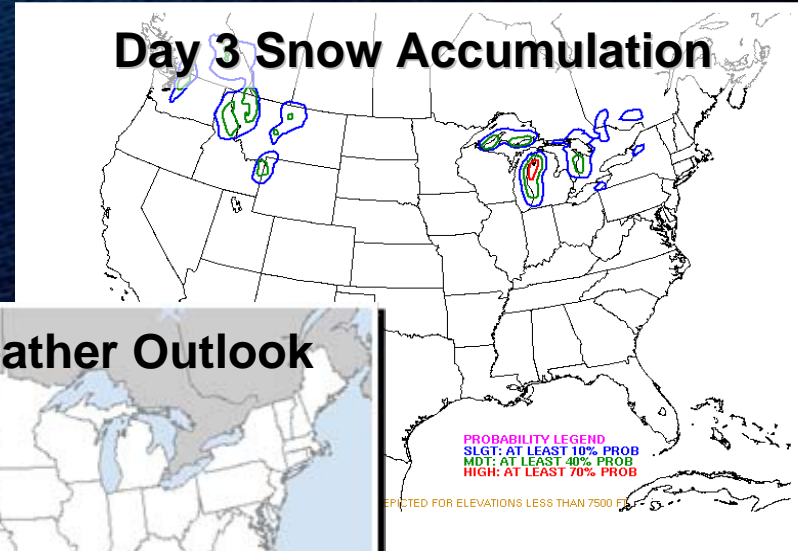 Day 3 Snow Accumulation
ather Outlook
PROBABILITY LEGEND
SLGT: AT LEAST 10% PROB
MDT: AT LEAST 40% PROB
HIGH: AT LEAST 70% PROB
EPICTED FOR ELEVATIONS LESS THAN 7500 FT